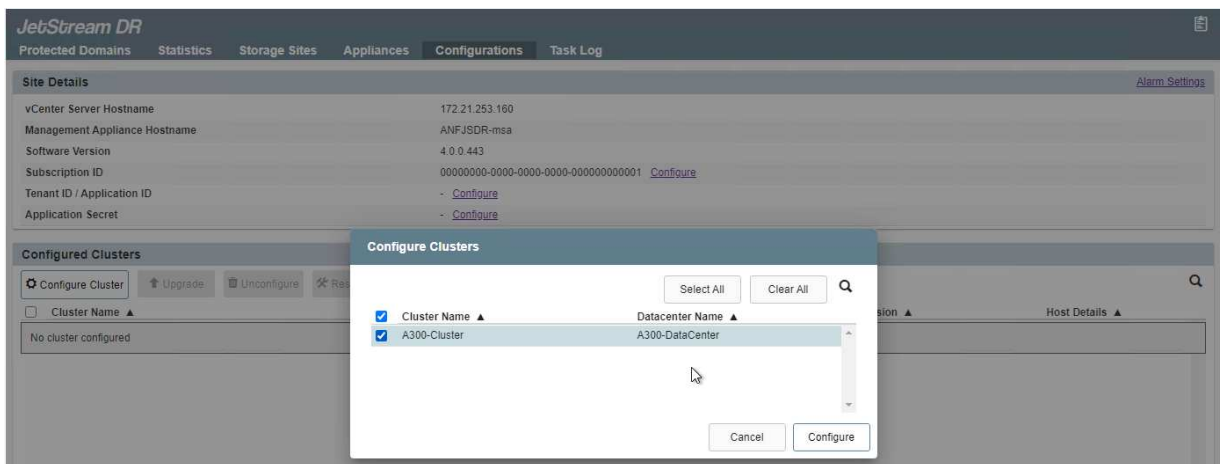 JetStream DR
Protected Domains Statistics Storage Sites Appliances Configurations Task Log
Site Details Alarm Settings
vCenter Server Hostname 172.21.253.160
Management Appliance Hostname ANFJSDR-msa
Software Version 4.0.0.443
Subscription ID 00000000-0000-0000-0000-000000000001 Configure
Tenant ID / Application ID - Configure
Application Secret - Configure
Configured Clusters
Configure Cluster Upgrade Unconfigure Res
Cluster Name ▲ sion ▲ Host Details ▲
No cluster configured
Configure Clusters
Select All Clear All
Cluster Name ▲ Datacenter Name ▲
A300-Cluster A300-DataCenter
Cancel Configure